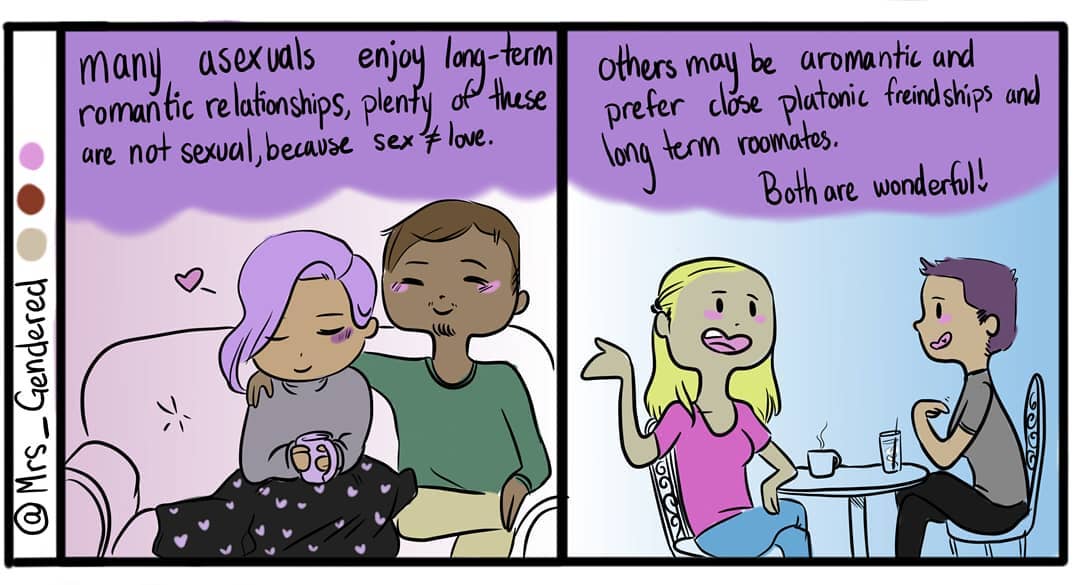 @Mrs_Gendered
many asexuals enjoy long-term
romantic relationships, plenty of these
are not sexual, because sex ≠ love.
others may be aromantic and
prefer close platonic freindships and
long term roomates.
Both are wonderful!